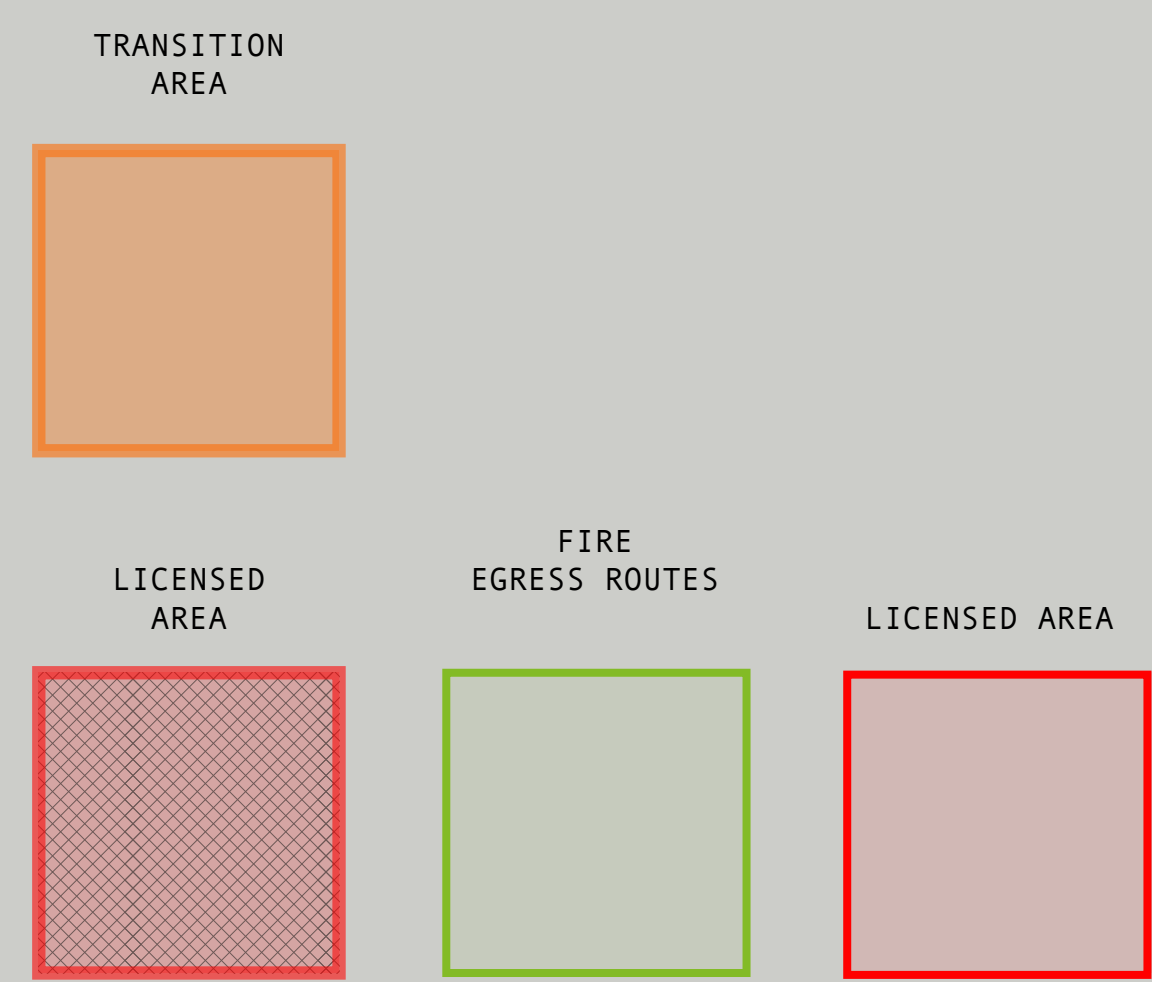 TRANSITION
AREA
LICENSED
AREA
FIRE
EGRESS ROUTES
LICENSED AREA